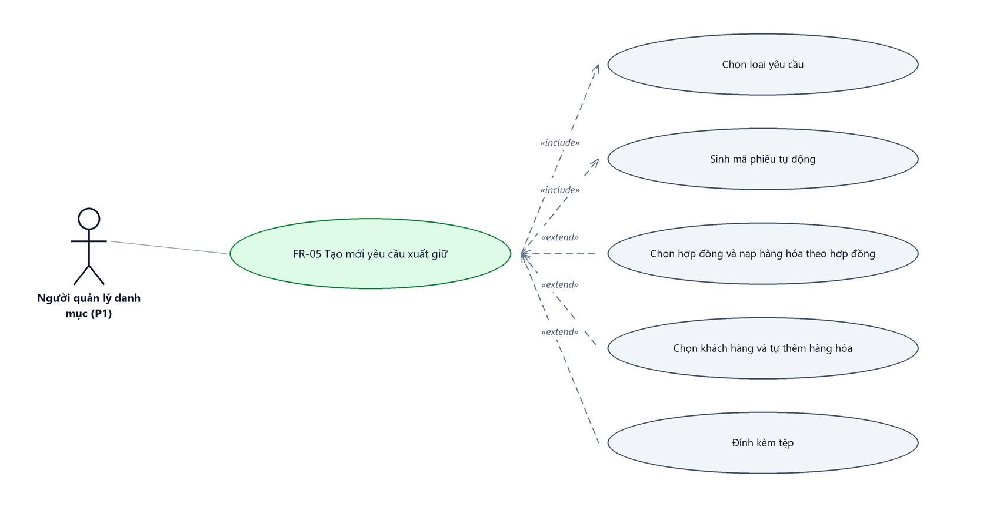 Chọn loại yêu cầu
«include»
Sinh mã phiếu tự động
«include»
«extend»
FR-05 Tạo mới yêu cầu xuất giữ
Chọn hợp đồng và nạp hàng hóa theo hợp đồng
«extend»
Người quản lý danh
mục (P1)
«extend»
Chọn khách hàng và tự thêm hàng hóa
Đính kèm tệp